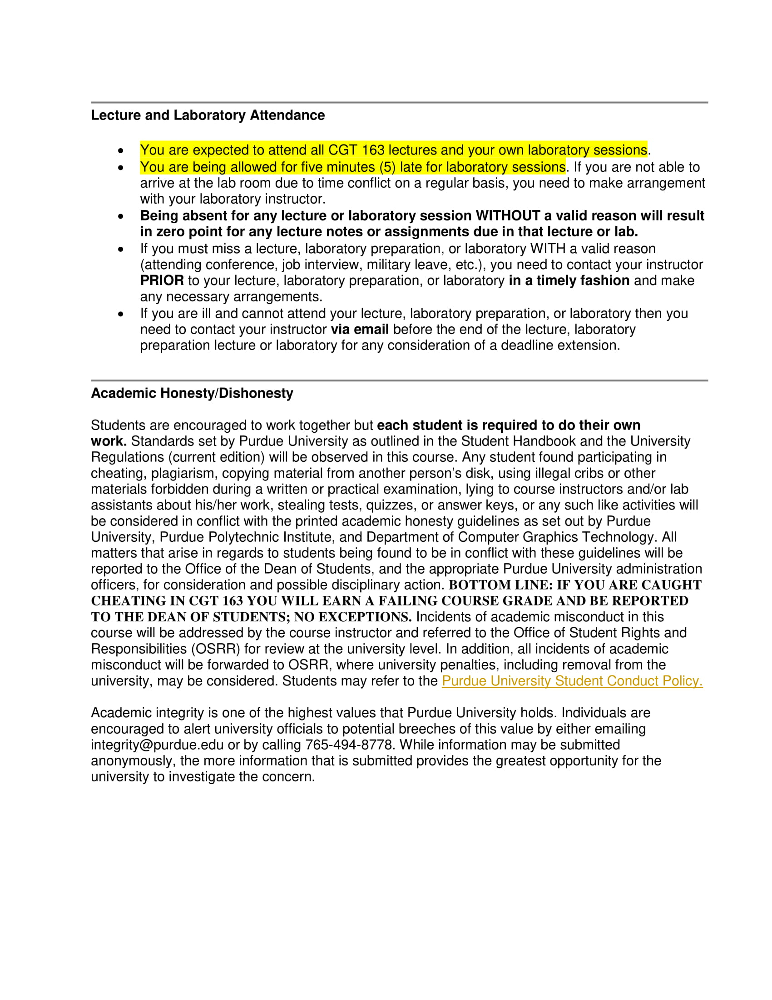 Lecture and Laboratory Attendance
• You are expected to attend all CGT 163 lectures and your own laboratory sessions.
• You are being allowed for five minutes (5) late for laboratory sessions. If you are not able to
arrive at the lab room due to time conflict on a regular basis, you need to make arrangement
with your laboratory instructor.
• Being absent for any lecture or laboratory session WITHOUT a valid reason will result
in zero point for any lecture notes or assignments due in that lecture or lab.
• If you must miss a lecture, laboratory preparation, or laboratory WITH a valid reason
(attending conference, job interview, military leave, etc.), you need to contact your instructor
PRIOR to your lecture, laboratory preparation, or laboratory in a timely fashion and make
any necessary arrangements.
• If you are ill and cannot attend your lecture, laboratory preparation, or laboratory then you
need to contact your instructor via email before the end of the lecture, laboratory
preparation lecture or laboratory for any consideration of a deadline extension.
Academic Honesty/Dishonesty
Students are encouraged to work together but each student is required to do their own
work. Standards set by Purdue University as outlined in the Student Handbook and the University
Regulations (current edition) will be observed in this course. Any student found participating in
cheating, plagiarism, copying material from another person’s disk, using illegal cribs or other
materials forbidden during a written or practical examination, lying to course instructors and/or lab
assistants about his/her work, stealing tests, quizzes, or answer keys, or any such like activities will
be considered in conflict with the printed academic honesty guidelines as set out by Purdue
University, Purdue Polytechnic Institute, and Department of Computer Graphics Technology. All
matters that arise in regards to students being found to be in conflict with these guidelines will be
reported to the Office of the Dean of Students, and the appropriate Purdue University administration
officers, for consideration and possible disciplinary action. BOTTOM LINE: IF YOU ARE CAUGHT
CHEATING IN CGT 163 YOU WILL EARN A FAILING COURSE GRADE AND BE REPORTED
TO THE DEAN OF STUDENTS; NO EXCEPTIONS. Incidents of academic misconduct in this
course will be addressed by the course instructor and referred to the Office of Student Rights and
Responsibilities (OSRR) for review at the university level. In addition, all incidents of academic
misconduct will be forwarded to OSRR, where university penalties, including removal from the
university, may be considered. Students may refer to the Purdue University Student Conduct Policy.
Academic integrity is one of the highest values that Purdue University holds. Individuals are
encouraged to alert university officials to potential breeches of this value by either emailing
integrity@purdue.edu or by calling 765-494-8778. While information may be submitted
anonymously, the more information that is submitted provides the greatest opportunity for the
university to investigate the concern.